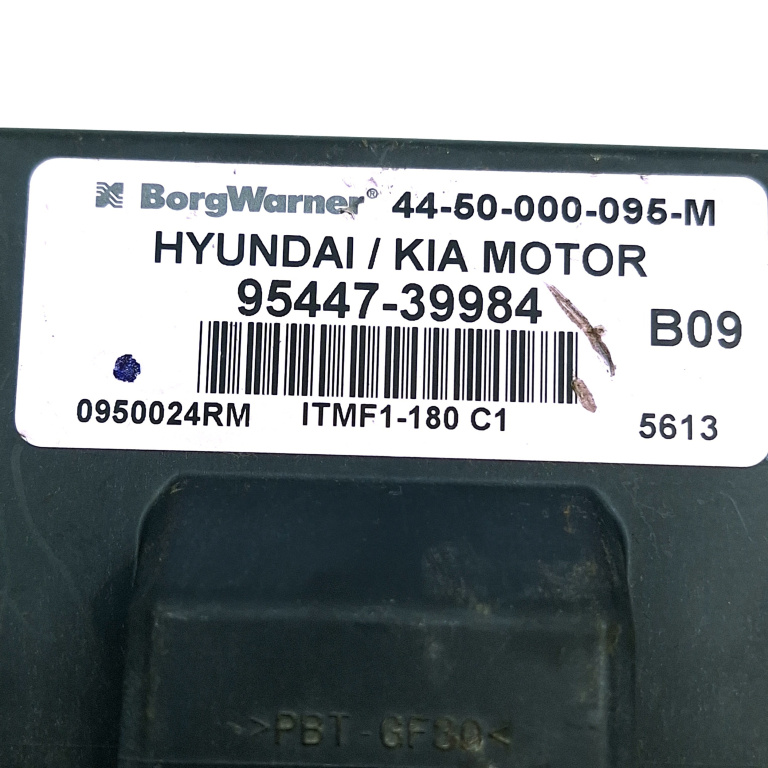 BorgWarner® 44-50-000-095-M
HYUNDAI / KIA MOTOR
95447-39984
B09
0950024RM ITMF1-180 C1 5613
>PBT-GF30<